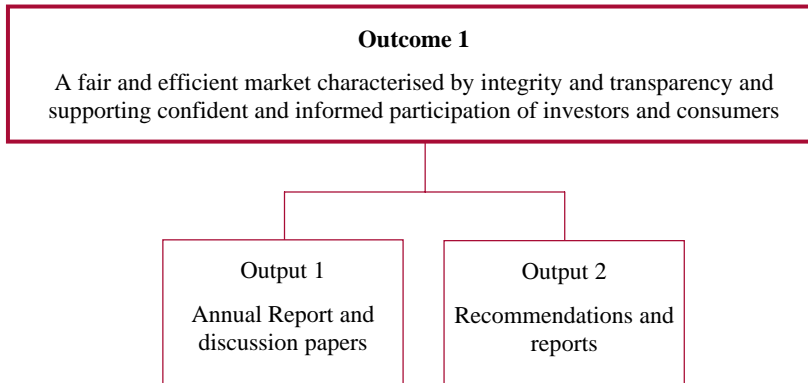 Outcome 1
A fair and efficient market characterised by integrity and transparency and
supporting confident and informed participation of investors and consumers
Output 1
Annual Report and
discussion papers
Output 2
Recommendations and
reports